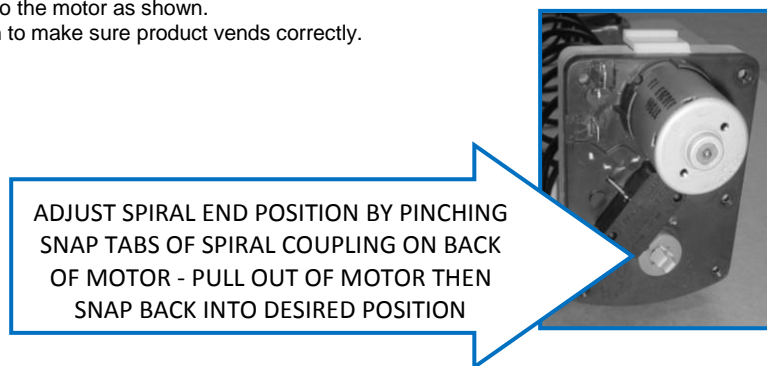 o the motor as shown.
to make sure product vends correctly.
ADJUST SPIRAL END POSITION BY PINCHING
SNAP TABS OF SPIRAL COUPLING ON BACK
OF MOTOR - PULL OUT OF MOTOR THEN
SNAP BACK INTO DESIRED POSITION